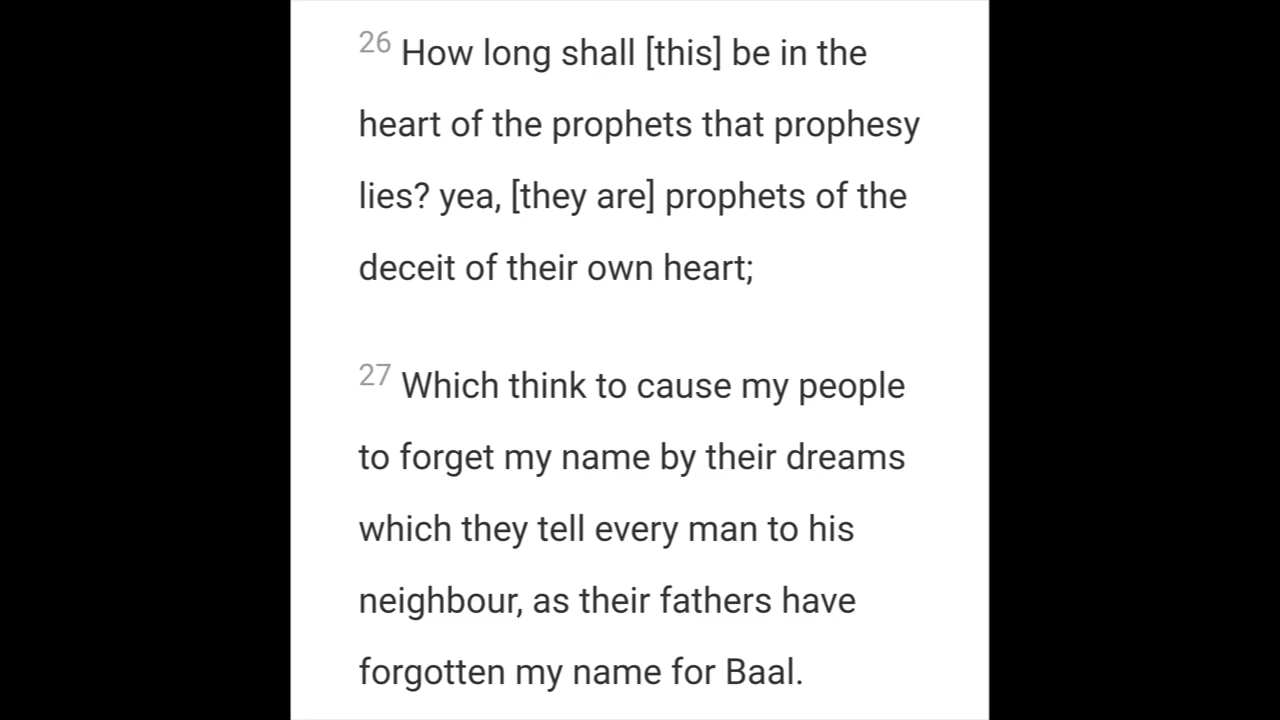 26 How long shall [this] be in the
heart of the prophets that prophesy
lies? yea, [they are] prophets of the
deceit of their own heart;
27 Which think to cause my people
to forget my name by their dreams
which they tell every man to his
neighbour, as their fathers have
forgotten my name for Baal.